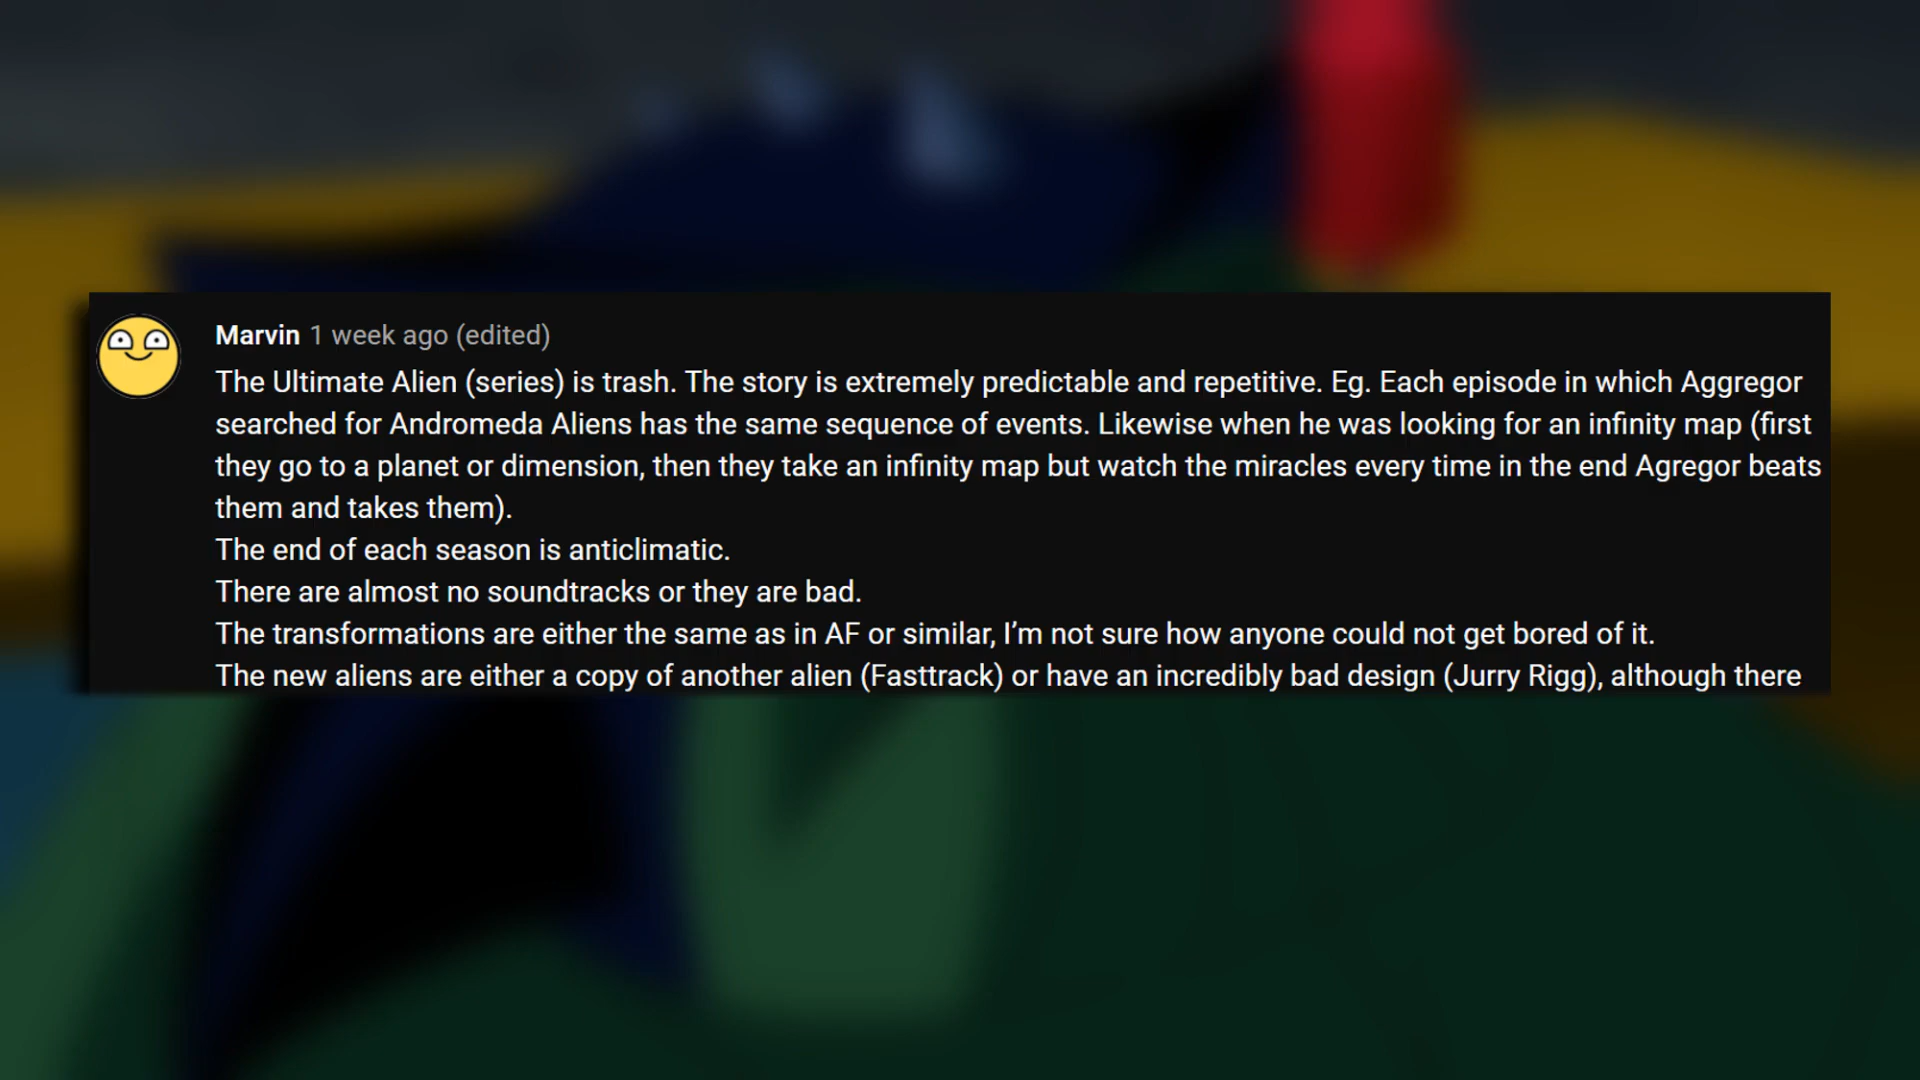 Marvin 1 week ago (edited)
The Ultimate Alien (series) is trash. The story is extremely predictable and repetitive. Eg. Each episode in which Aggregor
searched for Andromeda Aliens has the same sequence of events. Likewise when he was looking for an infinity map (first
they go to a planet or dimension, then they take an infinity map but watch the miracles every time in the end Agregor beats
them and takes them).
The end of each season is anticlimatic.
There are almost no soundtracks or they are bad.
The transformations are either the same as in AF or similar, I’m not sure how anyone could not get bored of it.
The new aliens are either a copy of another alien (Fasttrack) or have an incredibly bad design (Jurry Rigg), although there